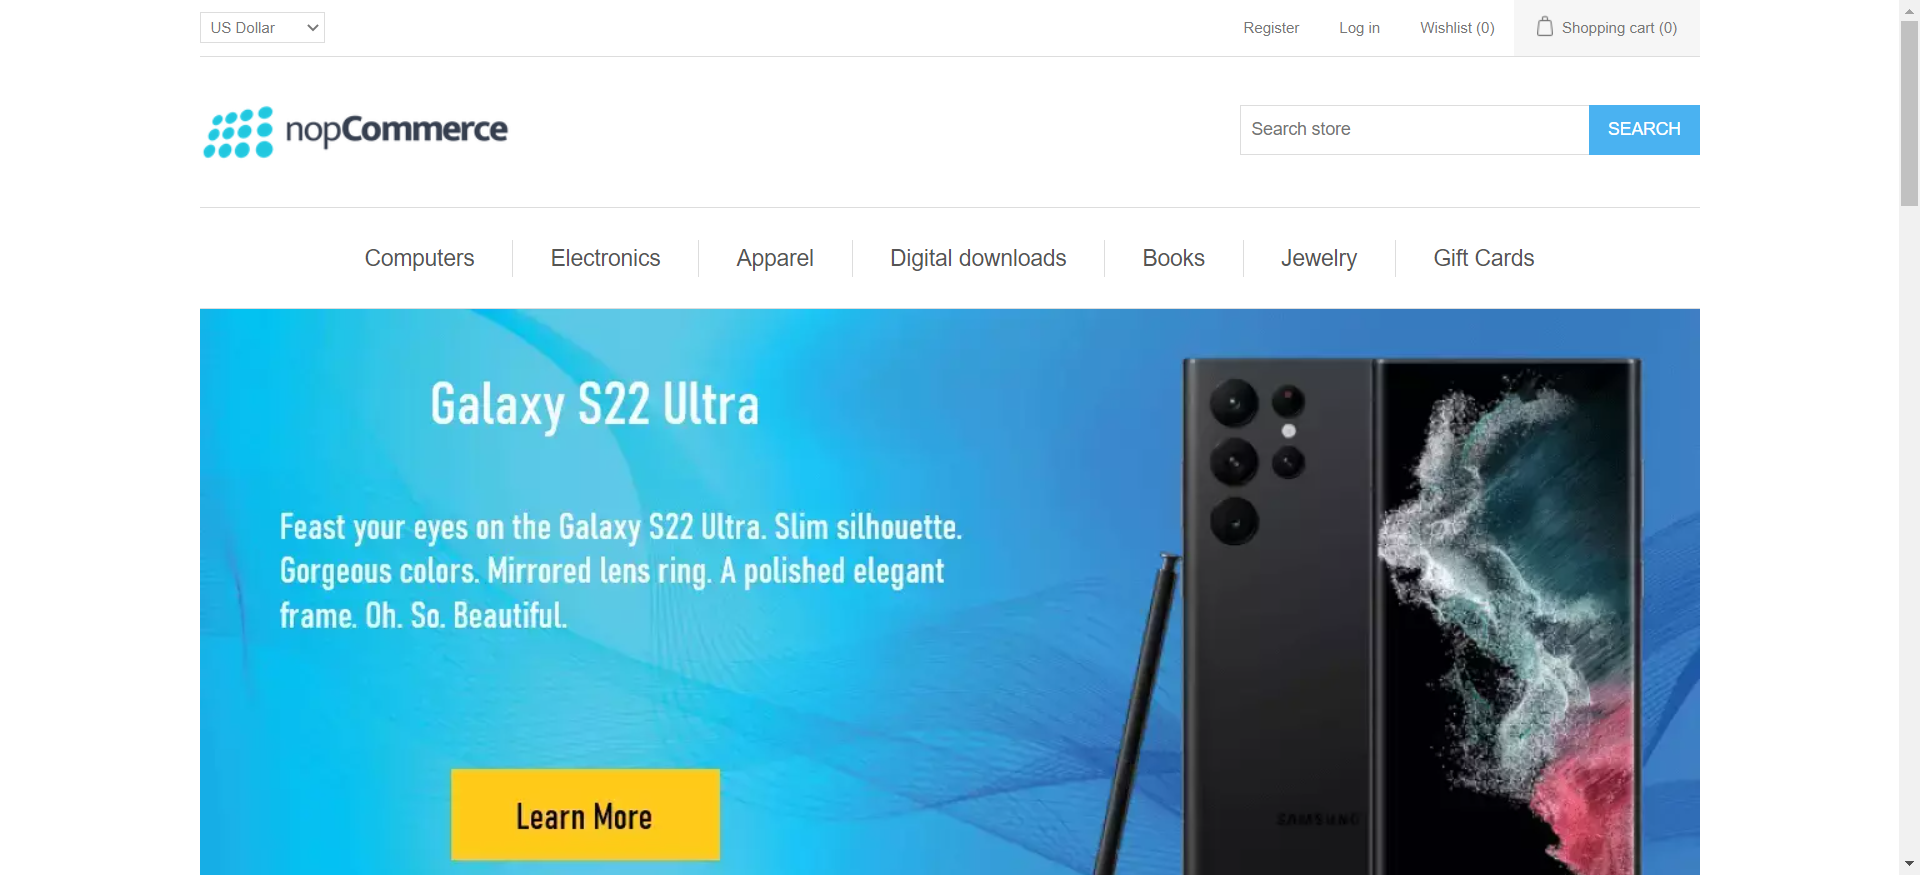 US Dollar
Register
Log in
Wishlist (0)
Shopping cart (0)
nopCommerce
Search store
SEARCH
Computers
Electronics
Apparel
Digital downloads
Books
Jewelry
Gift Cards
Galaxy S22 Ultra
Feast your eyes on the Galaxy S22 Ultra. Slim silhouette.
Gorgeous colors. Mirrored lens ring. A polished elegant
frame. Oh. So. Beautiful.
Learn More
SAMSUNG